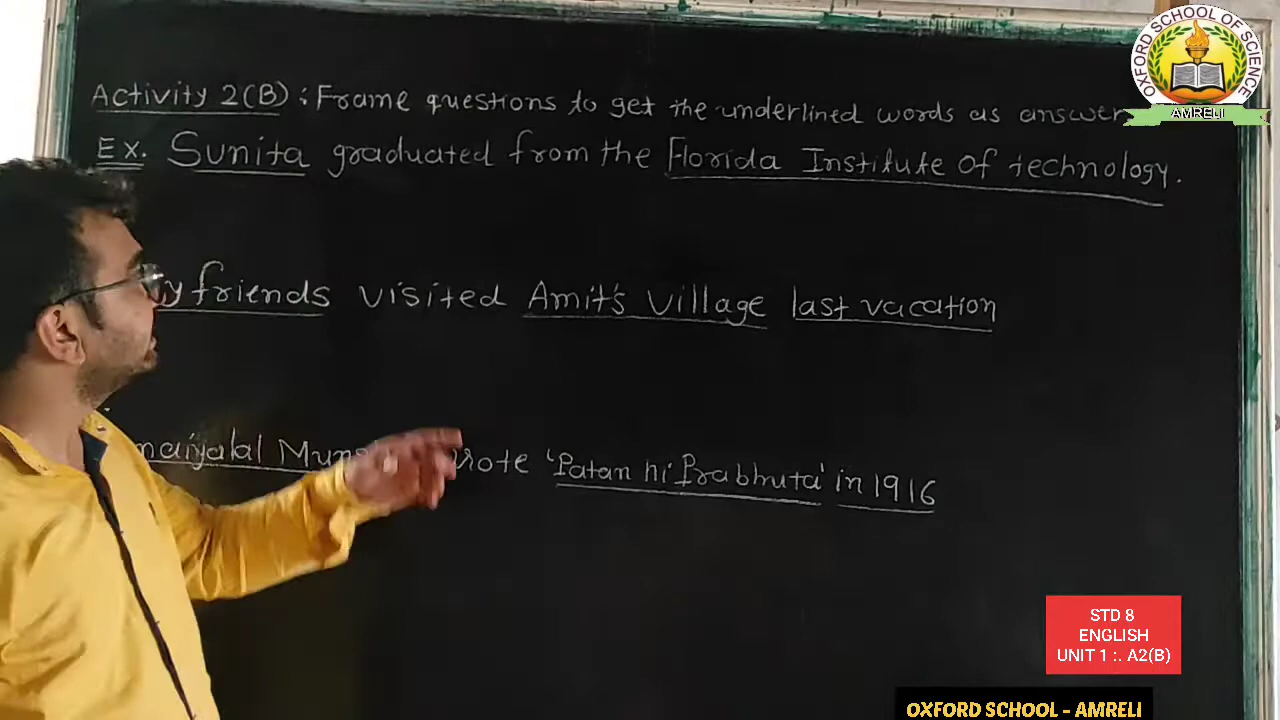 OXFORD SCHOOL OF SCIENCE
AMRELI
Activity 2(B) : Frame questions to get the underlined words as answer
Ex. Sunita graduated from the Florida Institute of technology.
friends visited Amit's village last vacation
'Patan ni Prabhuta' in 1916
STD 8
ENGLISH
UNIT 1 :. A2(B)
OXFORD SCHOOL - AMRELI